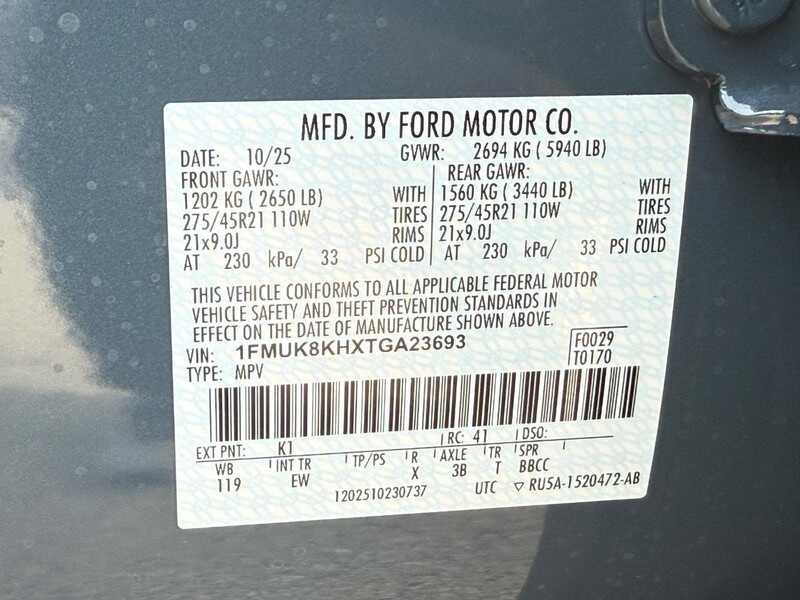 MFD. BY FORD MOTOR CO.
DATE: 10/25 GVWR: 2694 KG ( 5940 LB)
FRONT GAWR: REAR GAWR:
1202 KG ( 2650 LB) WITH 1560 KG ( 3440 LB) WITH
275/45R21 110W TIRES 275/45R21 110W TIRES
21x9.0J RIMS 21x9.0J RIMS
AT 230 kPa/ 33 PSI COLD AT 230 kPa/ 33 PSI COLD
THIS VEHICLE CONFORMS TO ALL APPLICABLE FEDERAL MOTOR
VEHICLE SAFETY AND THEFT PREVENTION STANDARDS IN
EFFECT ON THE DATE OF MANUFACTURE SHOWN ABOVE.
VIN: 1FMUK8KHXTGA23693 F0029
TYPE: MPV T0170
EXT PNT: K1 RC: 41 DSO:
WB INT TR TP/PS R AXLE TR SPR
119 EW X 3B T BBCC
1202510230737 UTC ▽ RU5A-1520472-AB